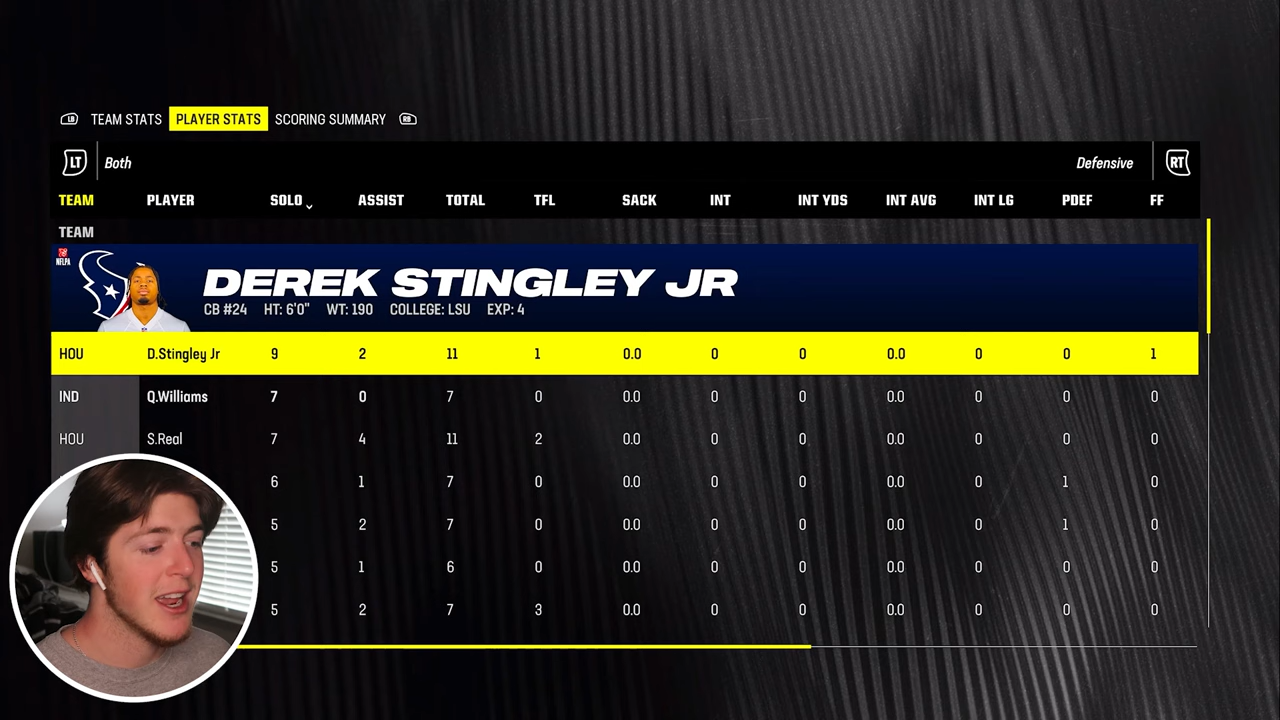 LB TEAM STATS PLAYER STATS SCORING SUMMARY RB
LT Both Defensive RT
TEAM PLAYER SOLO ASSIST TOTAL TFL SACK INT INT YDS INT AVG INT LG PDEF FF
TEAM
NFLPA
DEREK STINGLEY JR
CB #24 HT: 6'0" WT: 190 COLLEGE: LSU EXP: 4
HOU D.Stingley Jr 9 2 11 1 0.0 0 0 0.0 0 0 1
IND Q.Williams 7 0 7 0 0.0 0 0 0.0 0 0 0
HOU S.Real 7 4 11 2 0.0 0 0 0.0 0 0 0
6 1 7 0 0.0 0 0 0.0 0 1 0
5 2 7 0 0.0 0 0 0.0 0 1 0
5 1 6 0 0.0 0 0 0.0 0 0 0
5 2 7 3 0.0 0 0 0.0 0 0 0